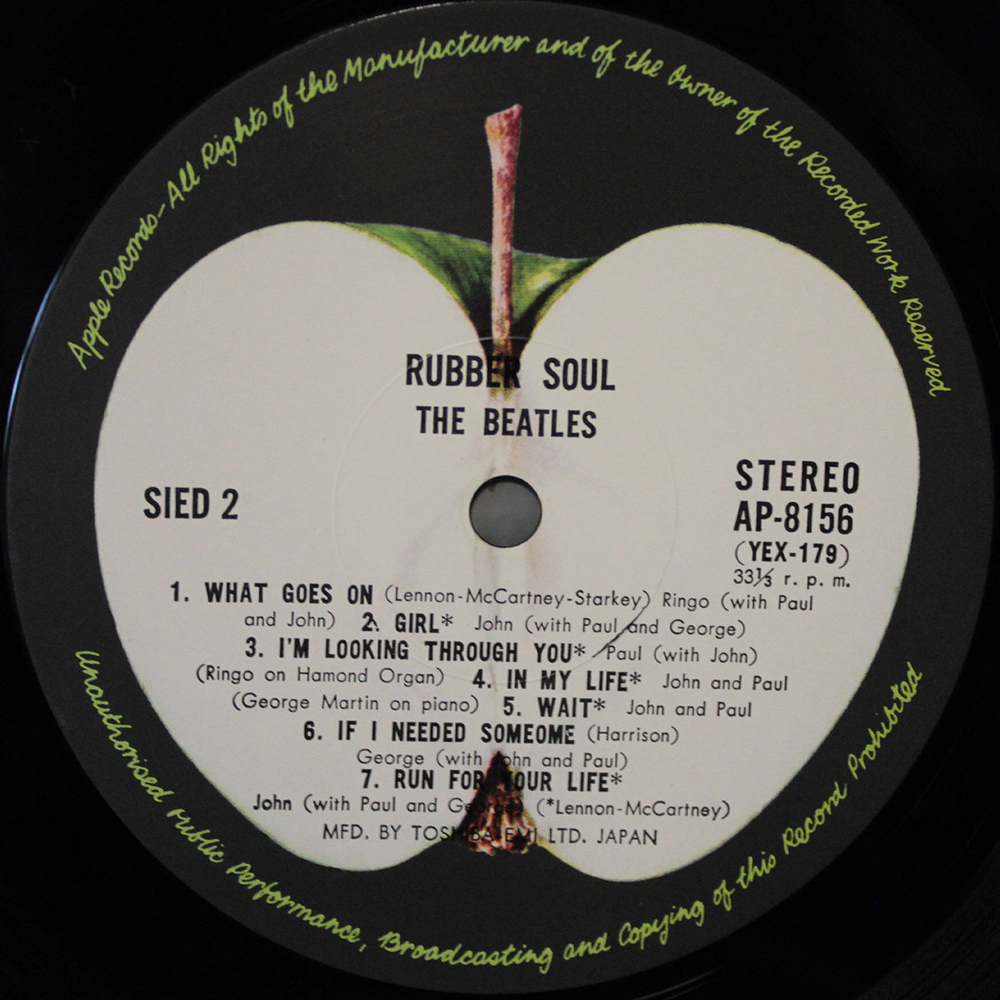 Apple Records-All Rights of the Manufacturer and of the Owner of the Recorded Work Reserved
RUBBER SOUL
THE BEATLES
SIED 2
STEREO
AP-8156
(YEX-179)
33⅓ r. p. m.
1. WHAT GOES ON (Lennon-McCartney-Starkey) Ringo (with Paul
and John) 2. GIRL* John (with Paul and George)
3. I'M LOOKING THROUGH YOU* Paul (with John)
(Ringo on Hamond Organ) 4. IN MY LIFE* John and Paul
(George Martin on piano) 5. WAIT* John and Paul
6. IF I NEEDED SOMEOME (Harrison)
George (with John and Paul)
7. RUN FOR YOUR LIFE*
John (with Paul and George) (*Lennon-McCartney)
MFD. BY TOSHIBA-EMI LTD. JAPAN
Unauthorised Public Performance, Broadcasting and Copying of this Record Prohibited